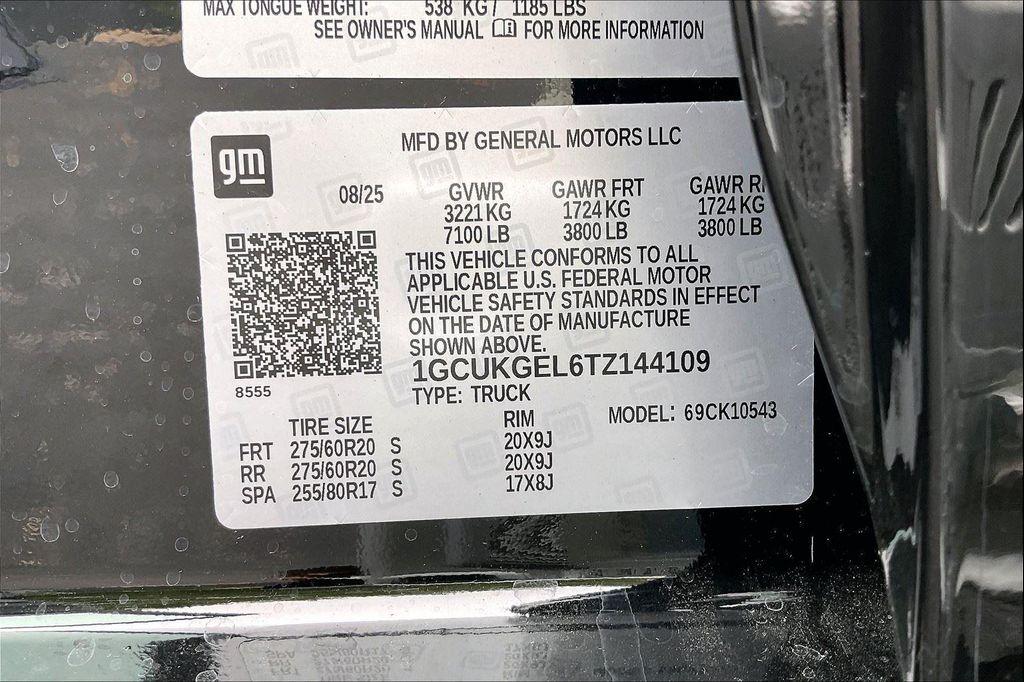 MAX TONGUE WEIGHT: 538 KG / 1185 LBS
SEE OWNER'S MANUAL FOR MORE INFORMATION
gm
MFD BY GENERAL MOTORS LLC
08/25 GVWR GAWR FRT GAWR
3221 KG 1724 KG 1724 KG
7100 LB 3800 LB 3800 LB
THIS VEHICLE CONFORMS TO ALL
APPLICABLE U.S. FEDERAL MOTOR
VEHICLE SAFETY STANDARDS IN EFFECT
ON THE DATE OF MANUFACTURE
SHOWN ABOVE.
1GCUKGEL6TZ144109
8555
TYPE: TRUCK
TIRE SIZE RIM MODEL: 69CK10543
FRT 275/60R20 S 20X9J
RR 275/60R20 S 20X9J
SPA 255/80R17 S 17X8J